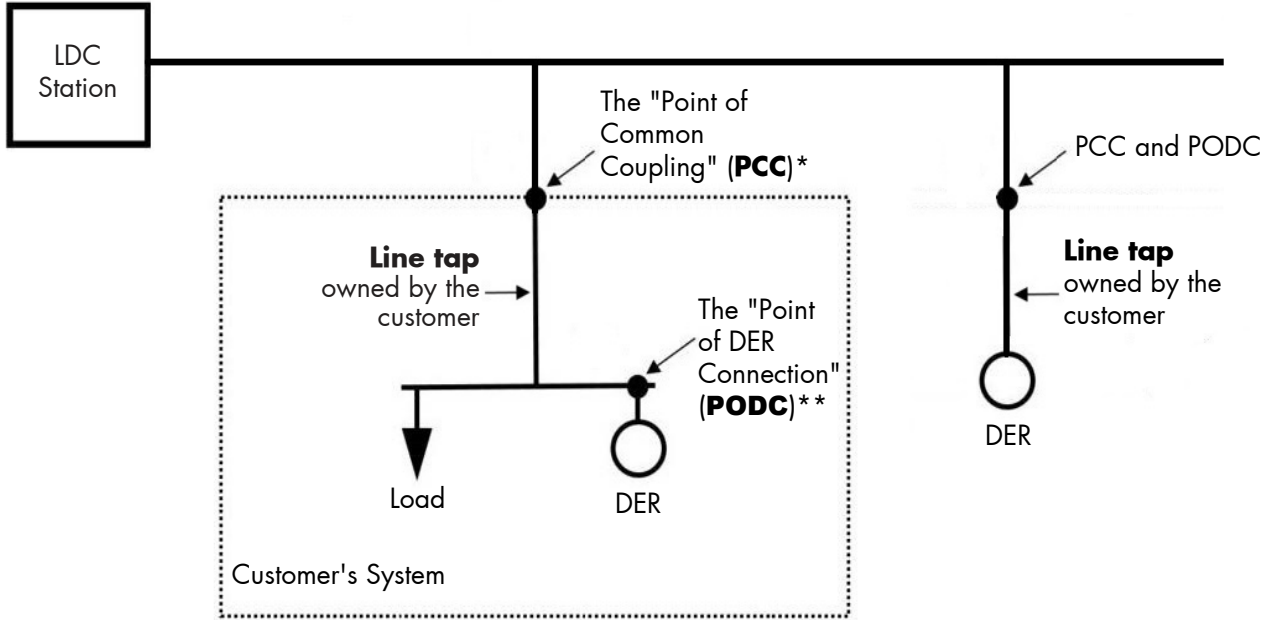 LDC
Station
The "Point of
Common
Coupling" (PCC)*
PCC and PODC
Line tap
owned by the
customer
The "Point
of DER
Connection"
(PODC)**
Line tap
owned by the
customer
Load
DER
DER
Customer's System